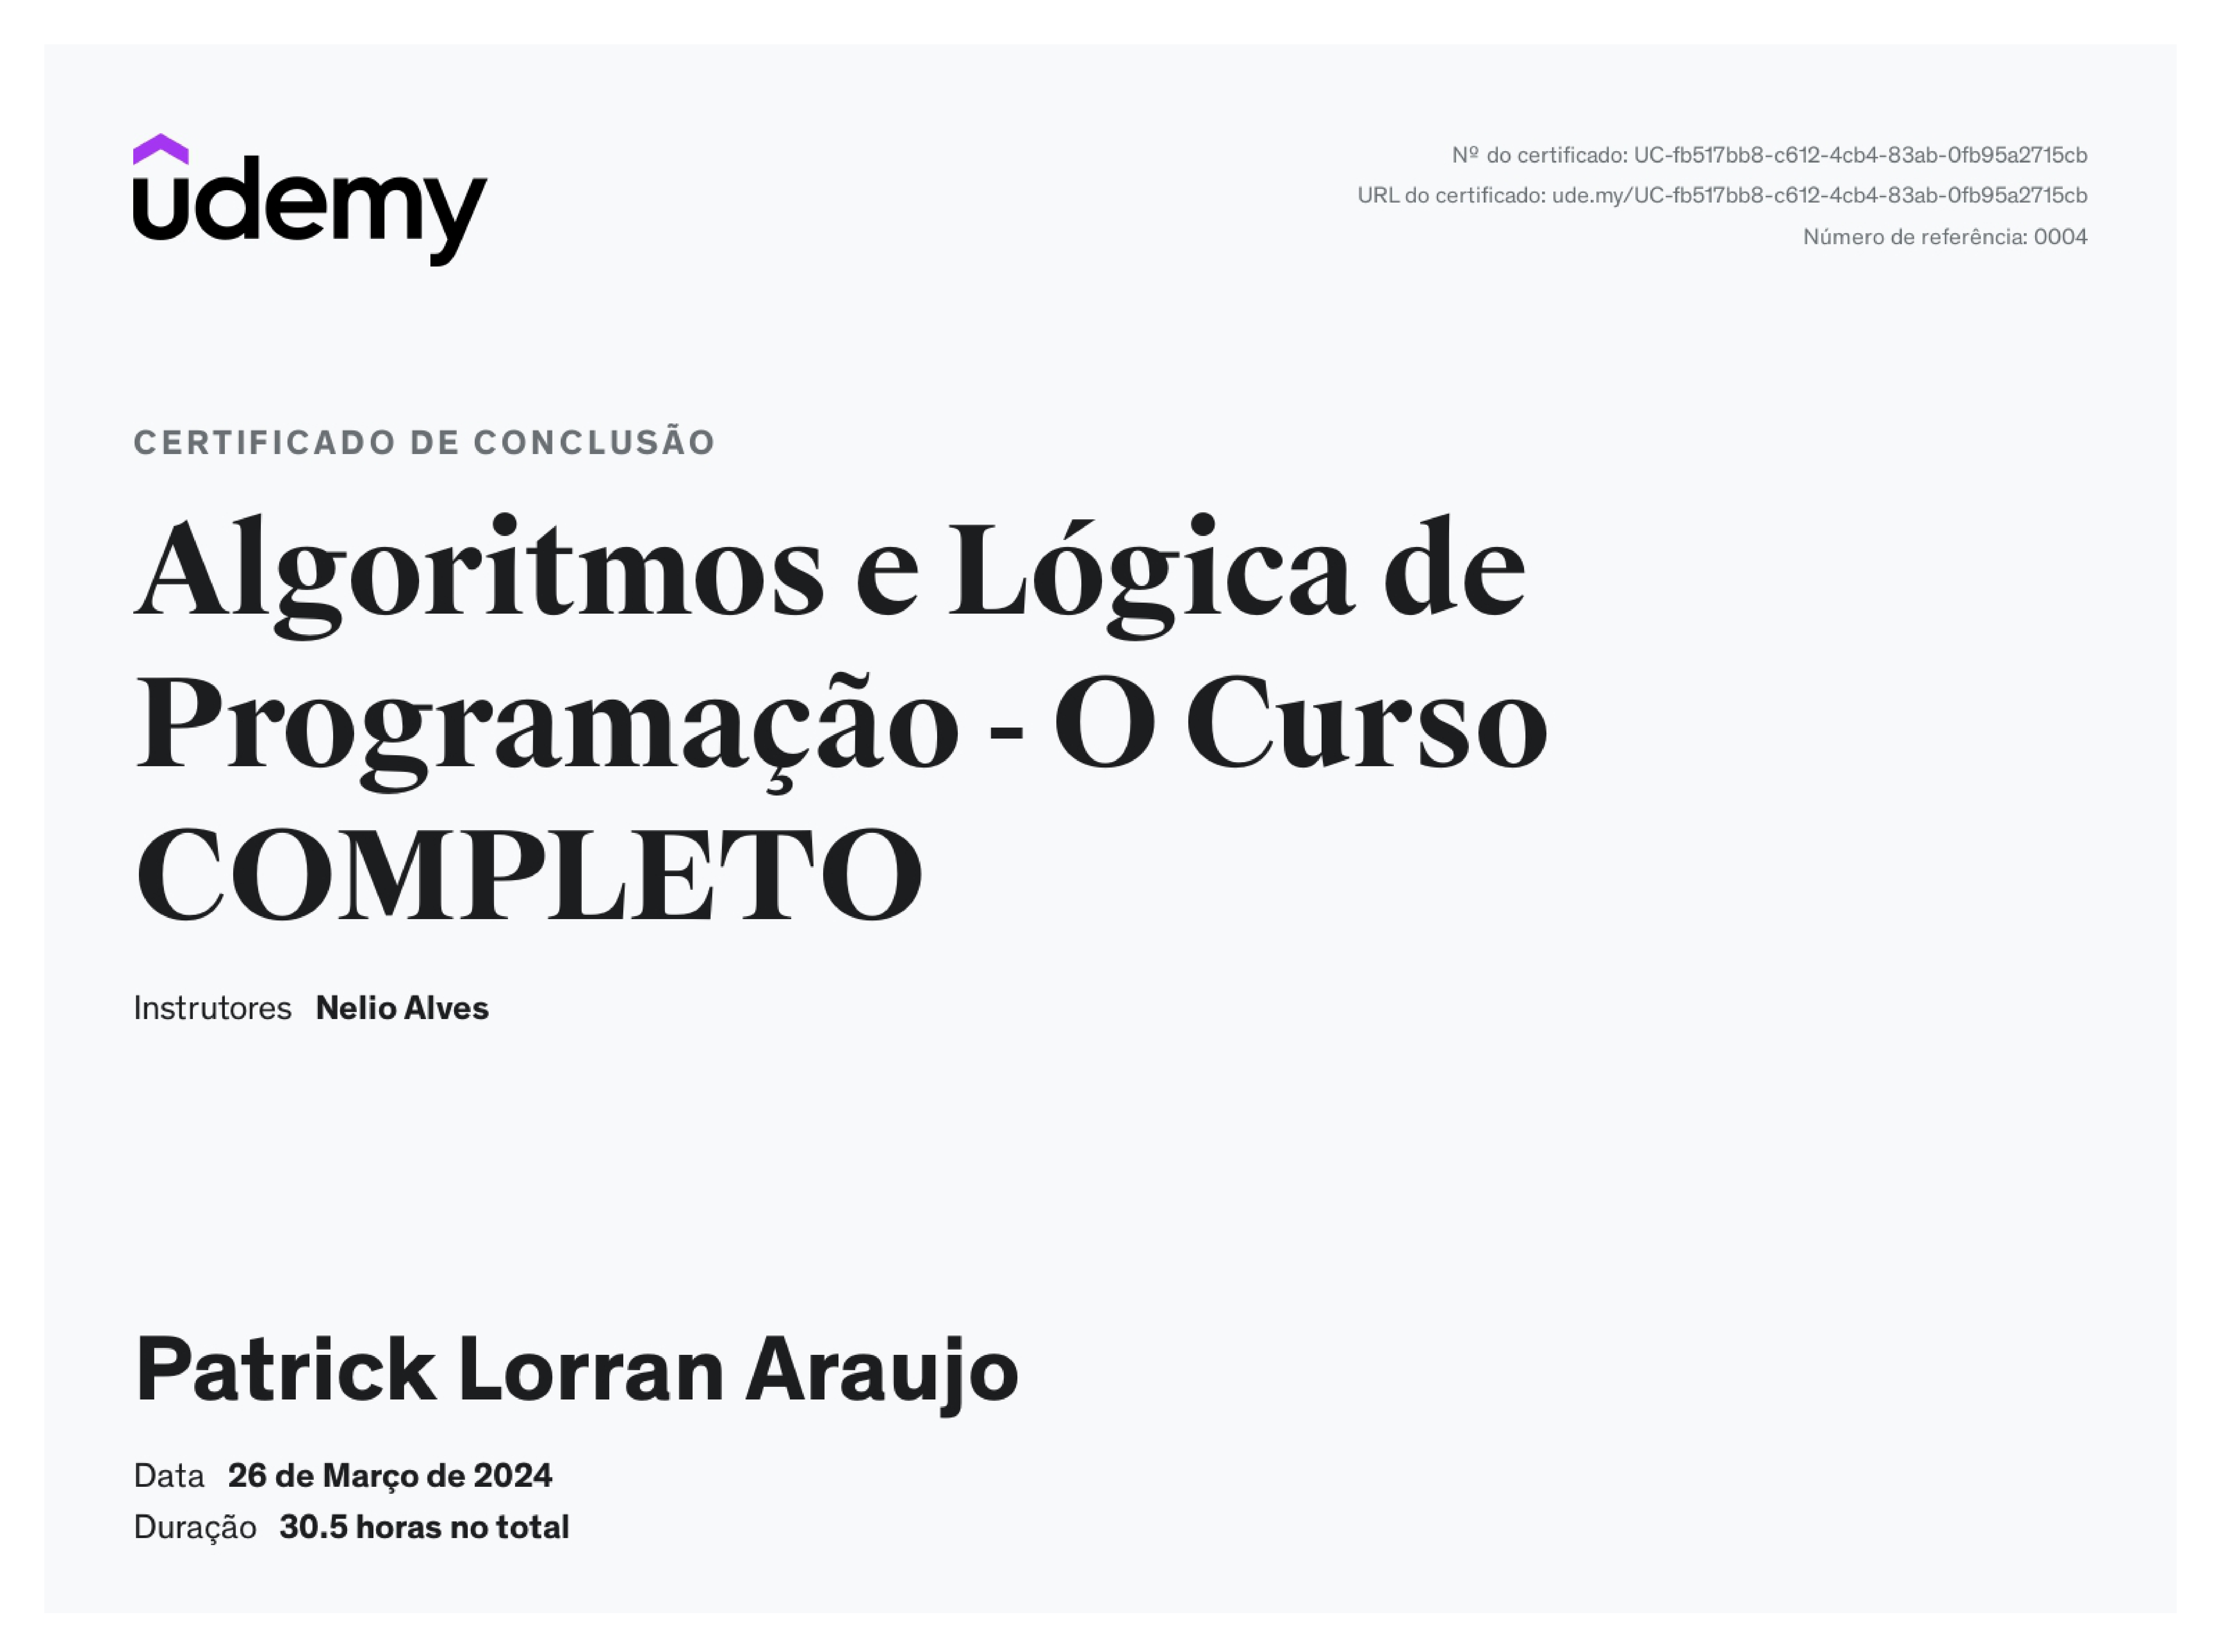 udemy
Nº do certificado: UC-fb517bb8-c612-4cb4-83ab-0fb95a2715cb
URL do certificado: ude.my/UC-fb517bb8-c612-4cb4-83ab-0fb95a2715cb
Número de referência: 0004
CERTIFICADO DE CONCLUSÃO
Algoritmos e Lógica de
Programação - O Curso
COMPLETO
Instrutores Nelio Alves
Patrick Lorran Araujo
Data 26 de Março de 2024
Duração 30.5 horas no total